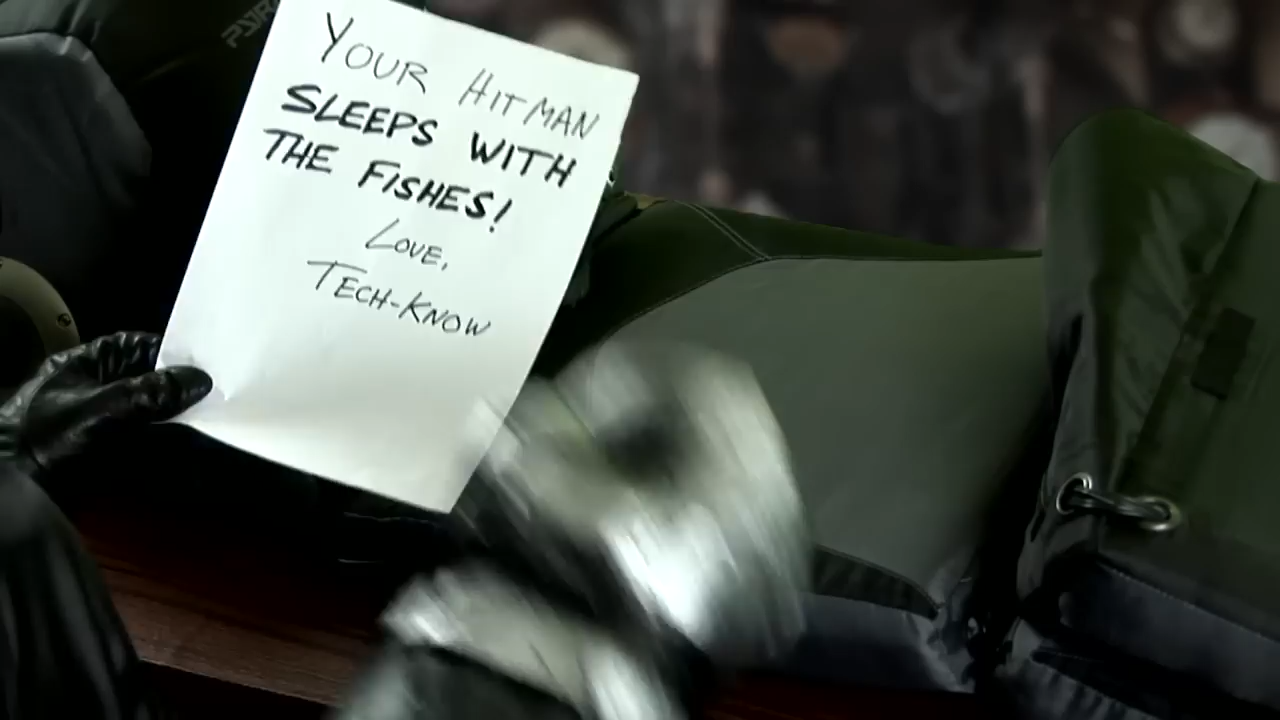 YOUR HITMAN
SLEEPS WITH
THE FISHES!
LOVE,
TECH-KNOW